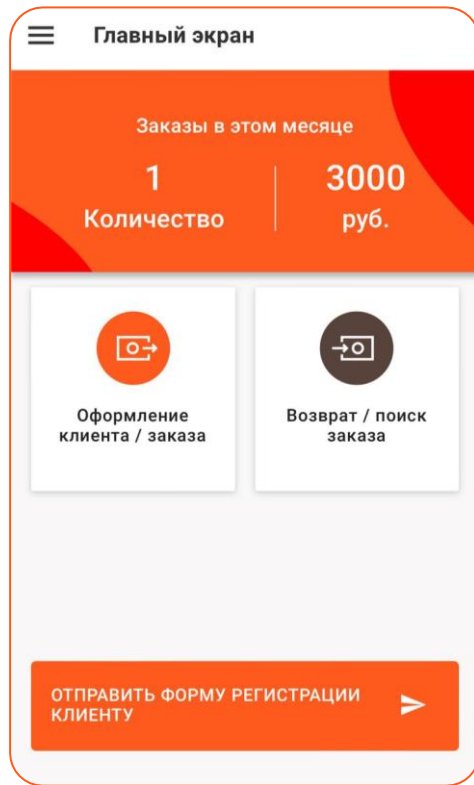 Главный экран
Заказы в этом месяце
1
Количество
3000
руб.
Оформление
клиента / заказа
Возврат / поиск
заказа
ОТПРАВИТЬ ФОРМУ РЕГИСТРАЦИИ
КЛИЕНТУ